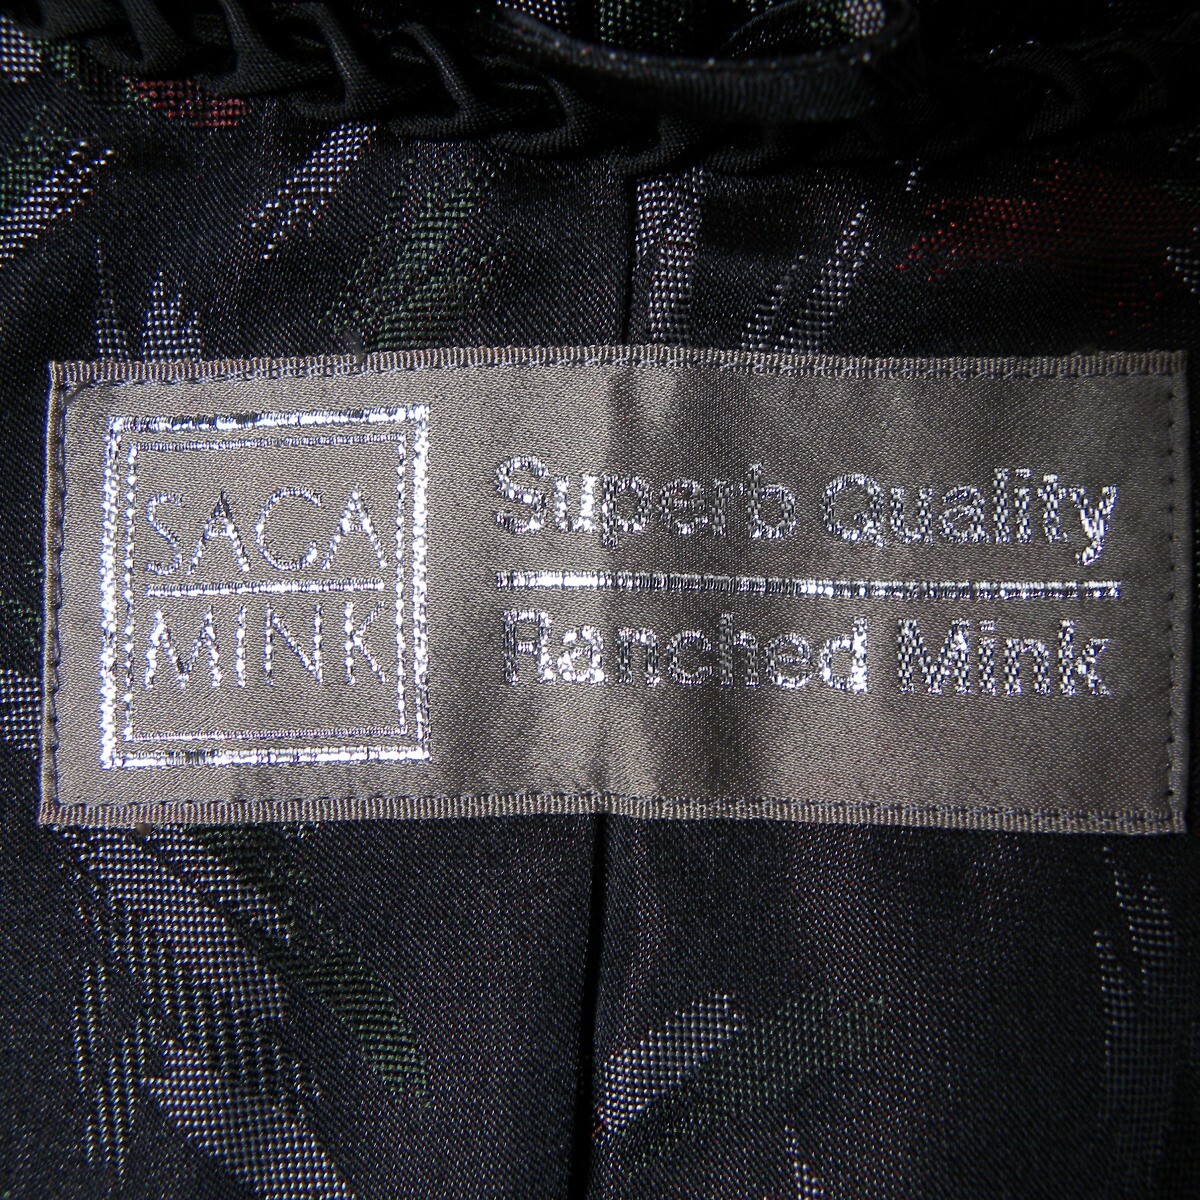 SAGA
MINK
Superb Quality
Ranched Mink